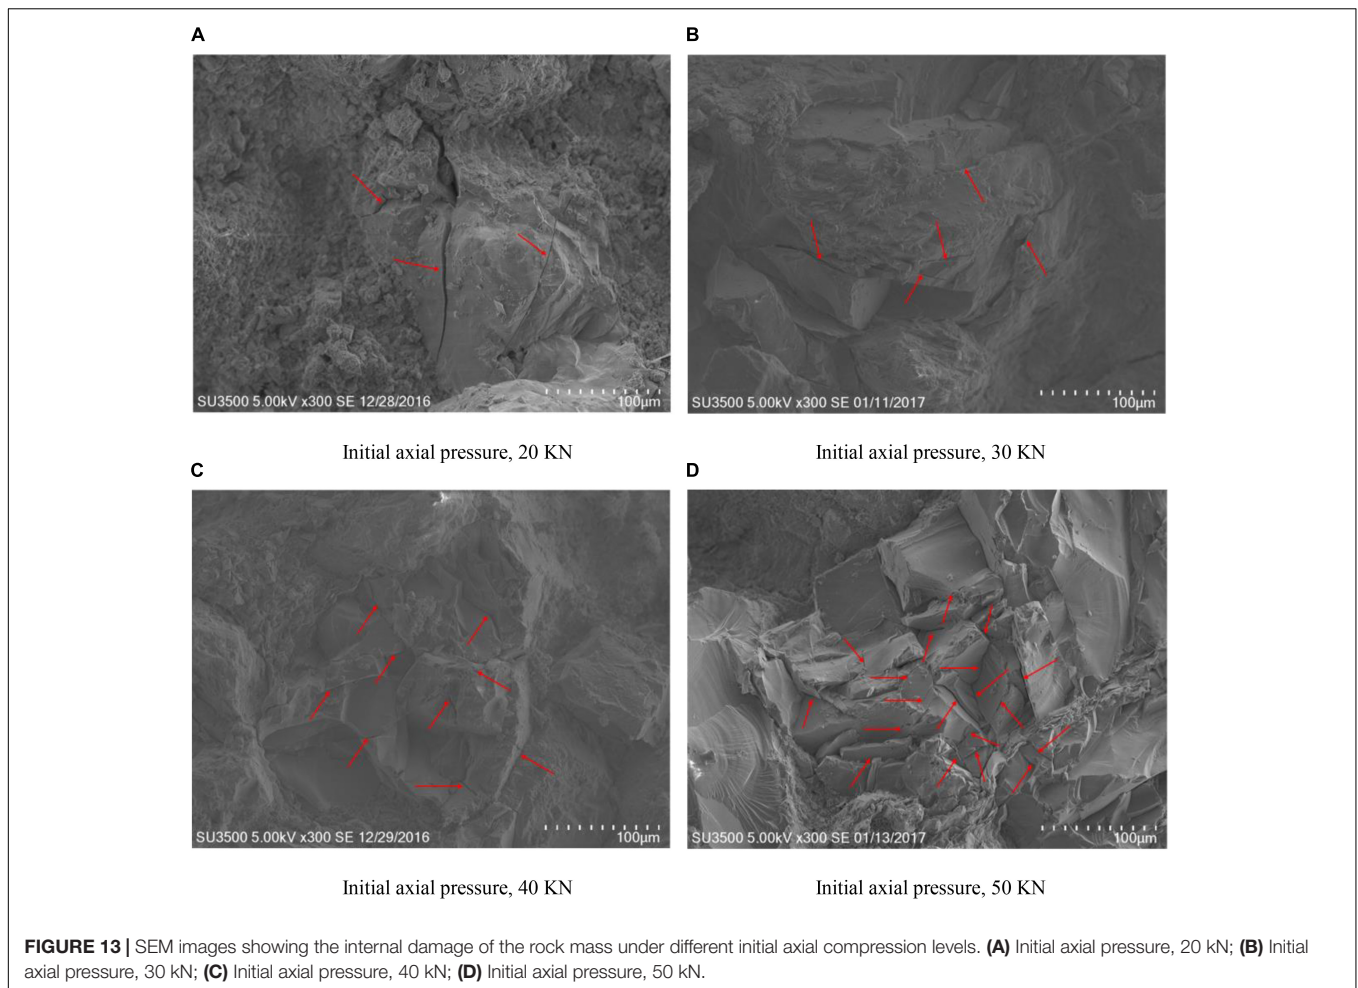 A
B
SU3500 5.00kV x300 SE 12/28/2016
100µm
SU3500 5.00kV x300 SE 01/11/2017
100µm
Initial axial pressure, 20 KN
Initial axial pressure, 30 KN
C
D
SU3500 5.00kV x300 SE 12/29/2016
100µm
SU3500 5.00kV x300 SE 01/13/2017
100µm
Initial axial pressure, 40 KN
Initial axial pressure, 50 KN
FIGURE 13 | SEM images showing the internal damage of the rock mass under different initial axial compression levels. (A) Initial axial pressure, 20 kN; (B) Initial
axial pressure, 30 kN; (C) Initial axial pressure, 40 kN; (D) Initial axial pressure, 50 kN.